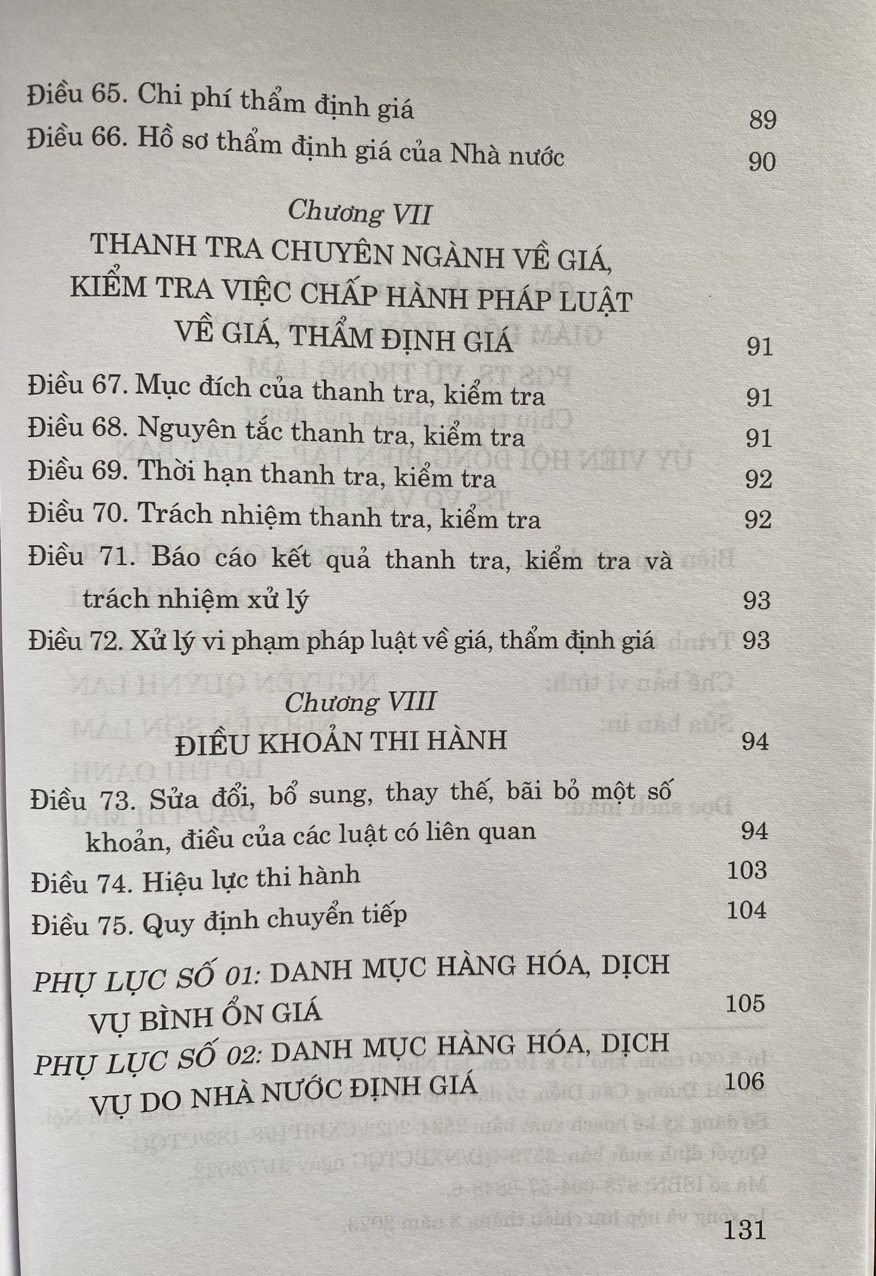 Điều 65. Chi phí thẩm định giá 89
Điều 66. Hồ sơ thẩm định giá của Nhà nước 90
Chương VII
THANH TRA CHUYÊN NGÀNH VỀ GIÁ,
KIỂM TRA VIỆC CHẤP HÀNH PHÁP LUẬT
VỀ GIÁ, THẨM ĐỊNH GIÁ 91
Điều 67. Mục đích của thanh tra, kiểm tra 91
Điều 68. Nguyên tắc thanh tra, kiểm tra 91
Điều 69. Thời hạn thanh tra, kiểm tra 92
Điều 70. Trách nhiệm thanh tra, kiểm tra 92
Điều 71. Báo cáo kết quả thanh tra, kiểm tra và
trách nhiệm xử lý 93
Điều 72. Xử lý vi phạm pháp luật về giá, thẩm định giá 93
Chương VIII
ĐIỀU KHOẢN THI HÀNH 94
Điều 73. Sửa đổi, bổ sung, thay thế, bãi bỏ một số
khoản, điều của các luật có liên quan 94
Điều 74. Hiệu lực thi hành 103
Điều 75. Quy định chuyển tiếp 104
PHỤ LỤC SỐ 01: DANH MỤC HÀNG HÓA, DỊCH
VỤ BÌNH ỔN GIÁ 105
PHỤ LỤC SỐ 02: DANH MỤC HÀNG HÓA, DỊCH
VỤ DO NHÀ NƯỚC ĐỊNH GIÁ 106
131